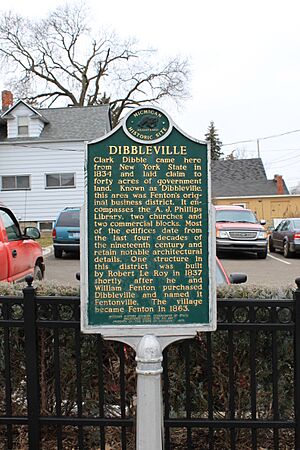 MICHIGAN
REGISTERED
HISTORIC SITE
DIBBLEVILLE
Clark Dibble came here
from New York State in
1834 and laid claim to
forty acres of government
land. Known as Dibbleville,
this area was Fenton's orig-
inal business district. It en-
compasses the A. J. Phillips
Library, two churches and
two commercial blocks. Most
of the edifices date from
the last four decades of
the nineteenth century and
retain notable architectural
details. One structure in
this district was built
by Robert Le Roy in 1837
shortly after he and
William Fenton purchased
Dibbleville and named it
Fentonville. The village
became Fenton in 1863.